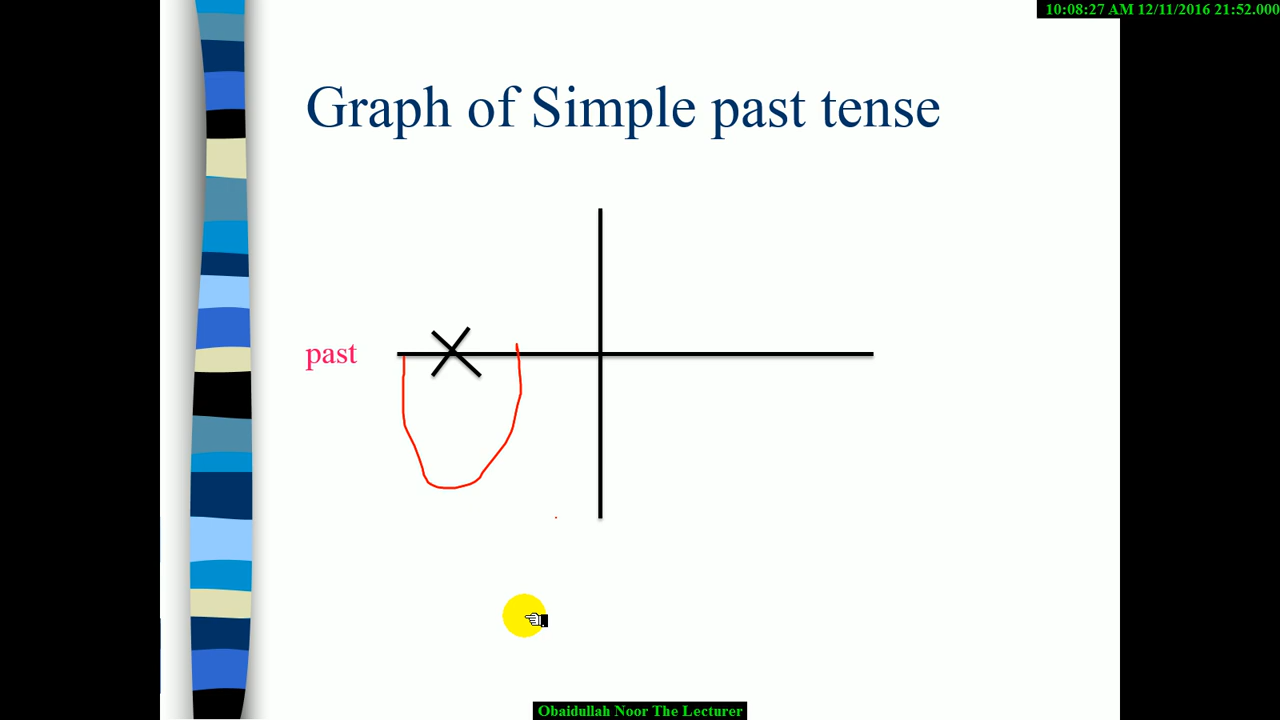 10:08:27 AM 12/11/2016 21:52.000
Graph of Simple past tense
past
Obaidullah Noor The Lecturer